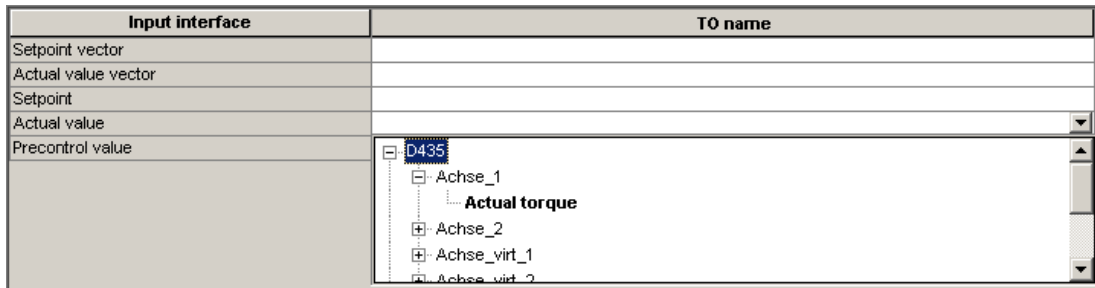 Input interface TO name
Setpoint vector
Actual value vector
Setpoint
Actual value
Precontrol value
D435
Achse_1
Actual torque
Achse_2
Achse_virt_1
Achse_virt_2